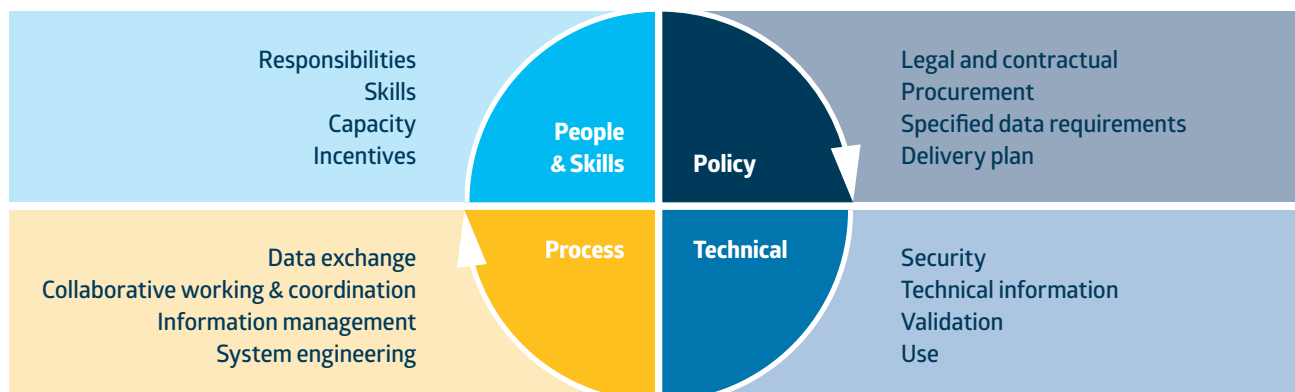 Responsibilities
Skills
Capacity
Incentives
People
& Skills
Policy
Legal and contractual
Procurement
Specified data requirements
Delivery plan
Data exchange
Collaborative working & coordination
Information management
System engineering
Process
Technical
Security
Technical information
Validation
Use